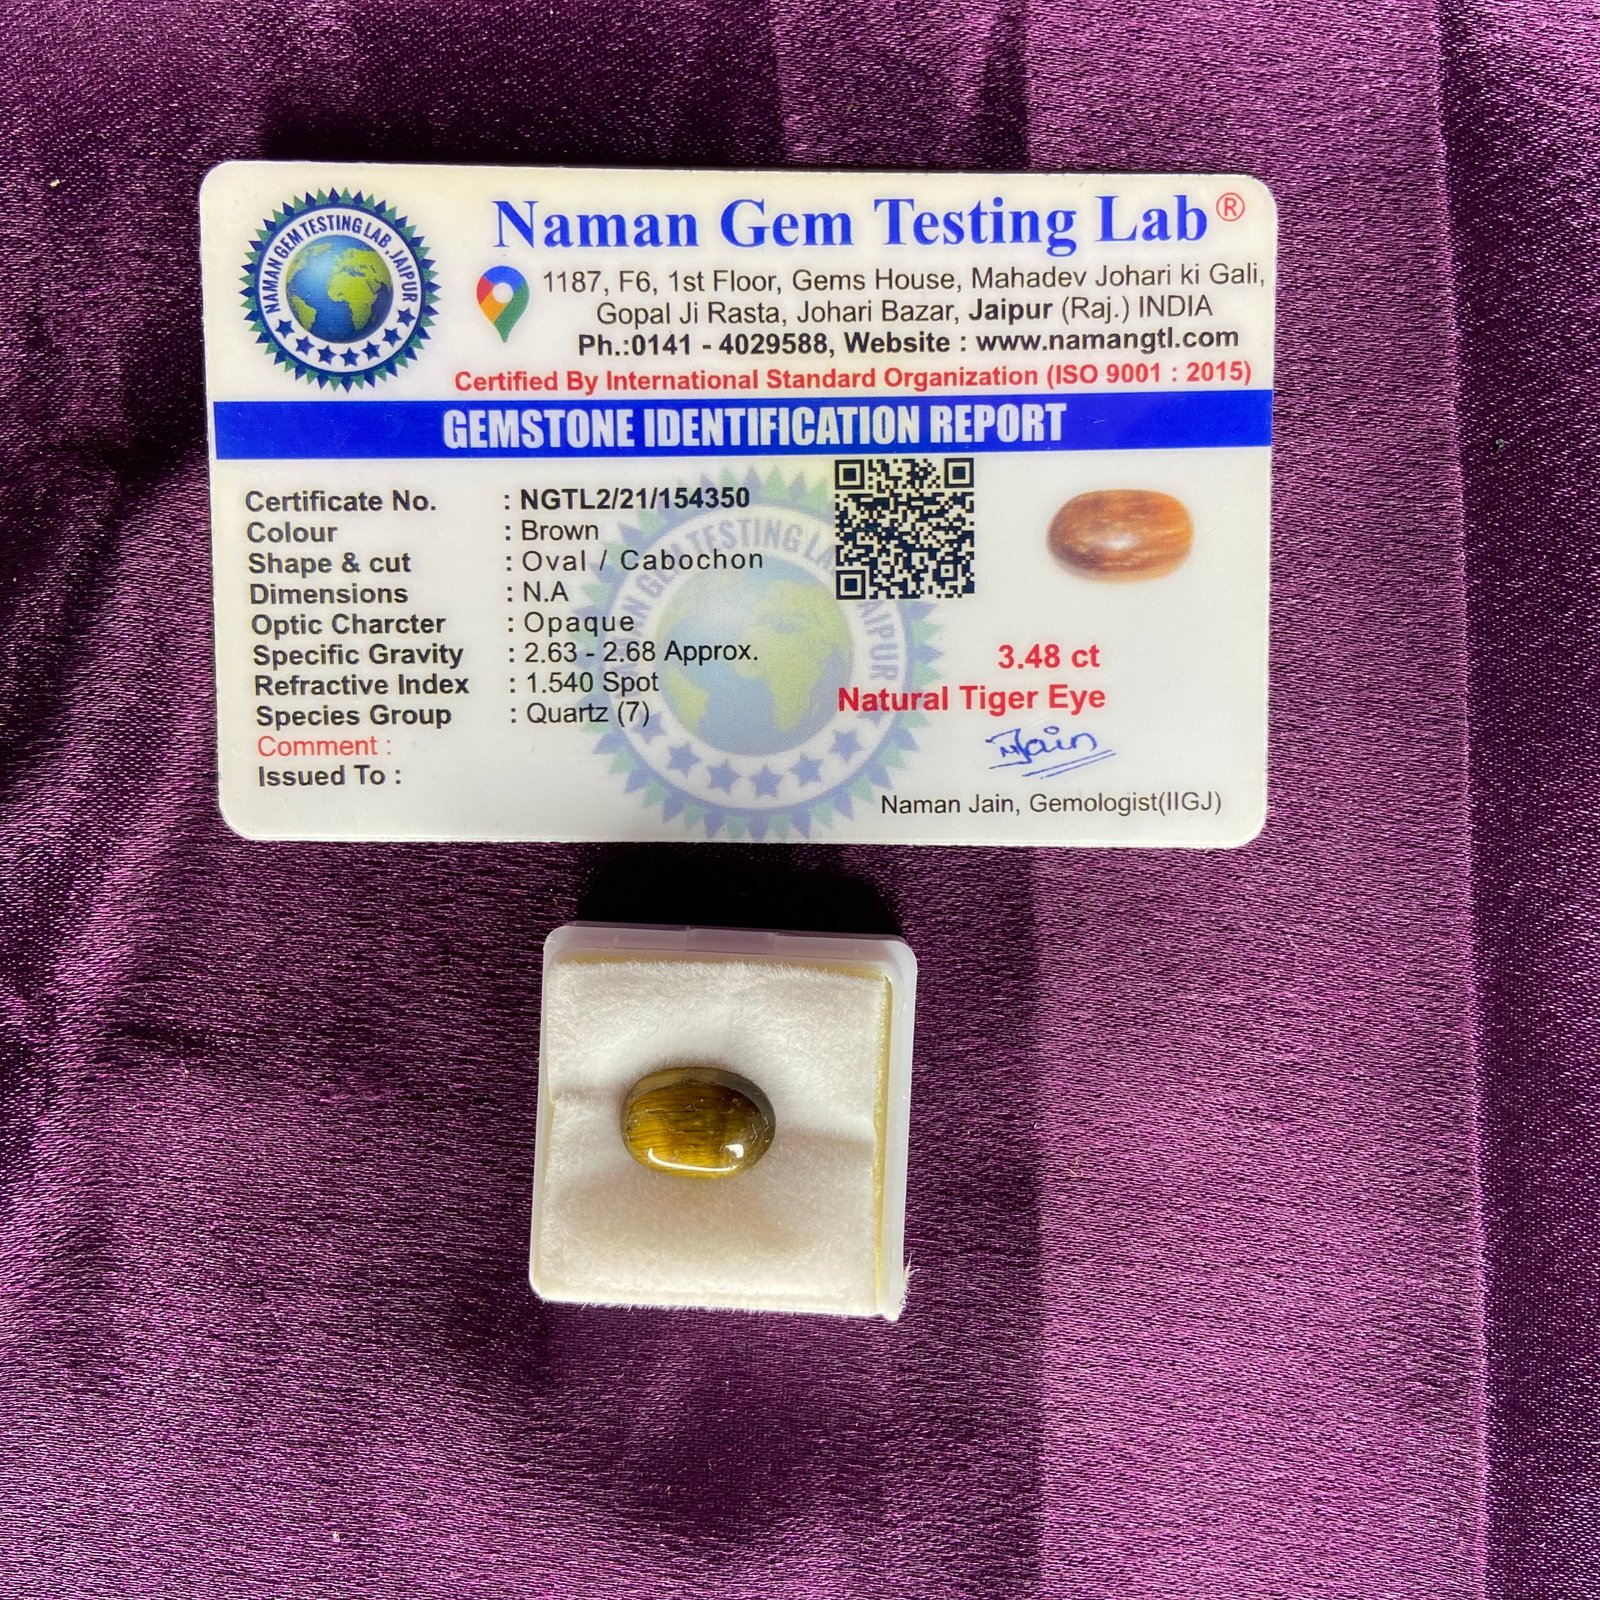 NAMAN GEM TESTING LAB, JAIPUR
Naman Gem Testing Lab®
1187, F6, 1st Floor, Gems House, Mahadev Johari ki Gali,
Gopal Ji Rasta, Johari Bazar, Jaipur (Raj.) INDIA
Ph.:0141 - 4029588, Website : www.namangtl.com
Certified By International Standard Organization (ISO 9001 : 2015)
GEMSTONE IDENTIFICATION REPORT
Certificate No. : NGTL2/21/154350
Colour : Brown
Shape & cut : Oval / Cabochon
Dimensions : N.A
Optic Charcter : Opaque
Specific Gravity : 2.63 - 2.68 Approx.
Refractive Index : 1.540 Spot
Species Group : Quartz (7)
Comment :
Issued To :
3.48 ct
Natural Tiger Eye
NJain
Naman Jain, Gemologist(IIGJ)